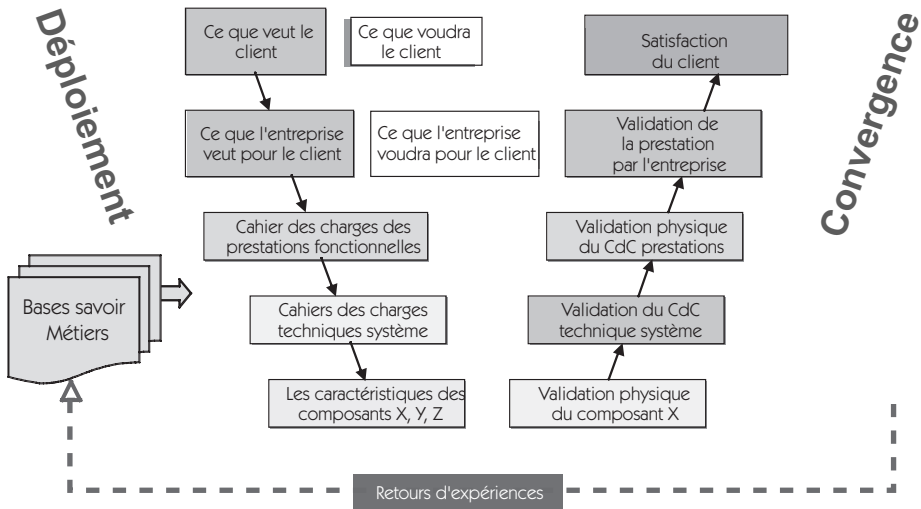 Déploiement
Ce que veut le
client
Ce que voudra
le client
Satisfaction
du client
Convergence
Ce que l'entreprise
veut pour le client
Ce que l'entreprise
voudra pour le client
Validation de
la prestation
par l'entreprise
Cahier des charges des
prestations fonctionnelles
Validation physique
du CdC prestations
Bases savoir
Métiers
Cahiers des charges
techniques système
Validation du CdC
technique système
Les caractéristiques des
composants X, Y, Z
Validation physique
du composant X
Retours d'expériences